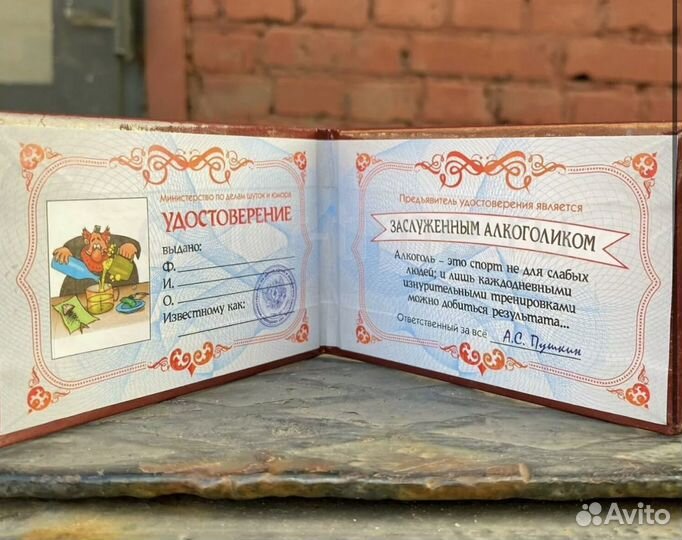 Министерство по делам шуток и юмора
УДОСТОВЕРЕНИЕ
выдано:
Ф.
И.
О.
Известному как:
Предъявитель удостоверения является
ЗАСЛУЖЕННЫМ АЛКОГОЛИКОМ
Алкоголь – это спорт не для слабых
людей; и лишь каждодневными
изнурительными тренировками
можно добиться результата...
Ответственный за всё А.С. Пушкин
Avito